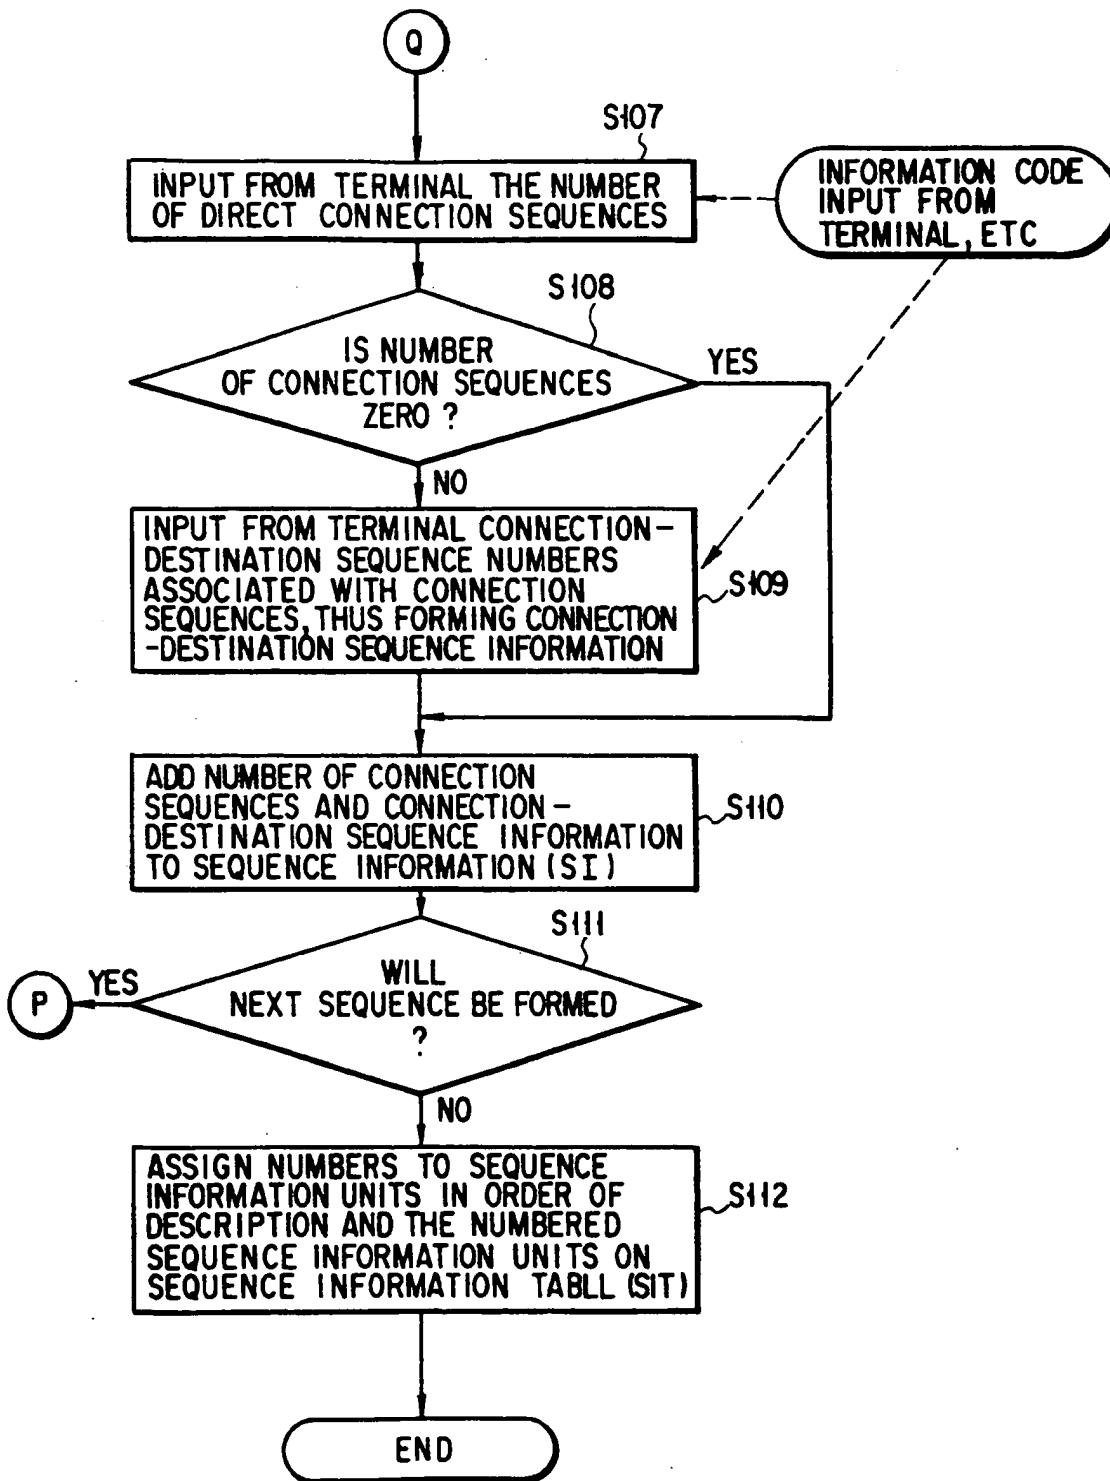 Q
S107
INPUT FROM TERMINAL THE NUMBER
OF DIRECT CONNECTION SEQUENCES
INFORMATION CODE
INPUT FROM
TERMINAL, ETC
S108
IS NUMBER
OF CONNECTION SEQUENCES
ZERO ?
YES
NO
INPUT FROM TERMINAL CONNECTION-
DESTINATION SEQUENCE NUMBERS
ASSOCIATED WITH CONNECTION
SEQUENCES, THUS FORMING CONNECTION
-DESTINATION SEQUENCE INFORMATION
S109
ADD NUMBER OF CONNECTION
SEQUENCES AND CONNECTION-
DESTINATION SEQUENCE INFORMATION
TO SEQUENCE INFORMATION (SI)
S110
S111
WILL
NEXT SEQUENCE BE FORMED
?
YES
P
NO
ASSIGN NUMBERS TO SEQUENCE
INFORMATION UNITS IN ORDER OF
DESCRIPTION AND THE NUMBERED
SEQUENCE INFORMATION UNITS ON
SEQUENCE INFORMATION TABLL (SIT)
S112
END